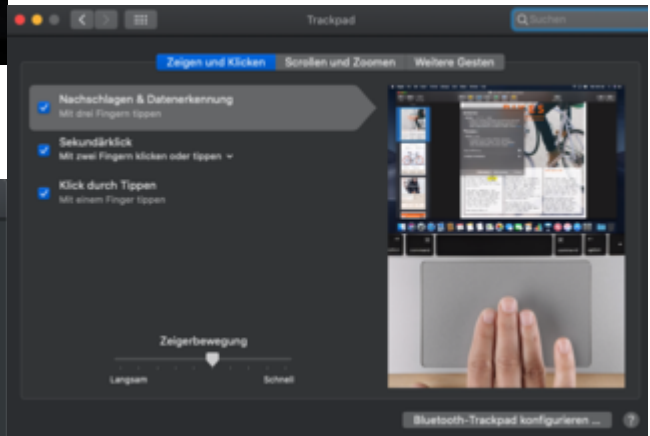 Trackpad
Suchen
Zeigen und Klicken
Scrollen und Zoomen
Weitere Gesten
Nachschlagen & Datenerkennung
Mit drei Fingern tippen
Sekundärklick
Mit zwei Fingern klicken oder tippen
Klick durch Tippen
Mit einem Finger tippen
Zeigerbewegung
Langsam
Schnell
Bluetooth-Trackpad konfigurieren ...
?